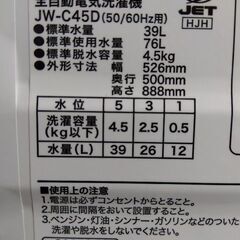 全自動電気洗濯機
JW-C45D(50/60Hz用)
JET
HJH
●標準水量 39L
●標準使用水量 76L
●標準脱水容量 4.5kg
●外形寸法 幅 526mm
奥行 500mm
高さ 888mm
水位 5 3 1
洗濯容量(kg以下) 4.5 2.5 0.5
水量(L) 39 26 12
■使用上の注意
1.電源は必ずコンセントから
2.周囲に間隔をおいて設置
3.ベンジン・灯油・シンナー・ガソリンなどのついた
洗濯や脱水をしないでください